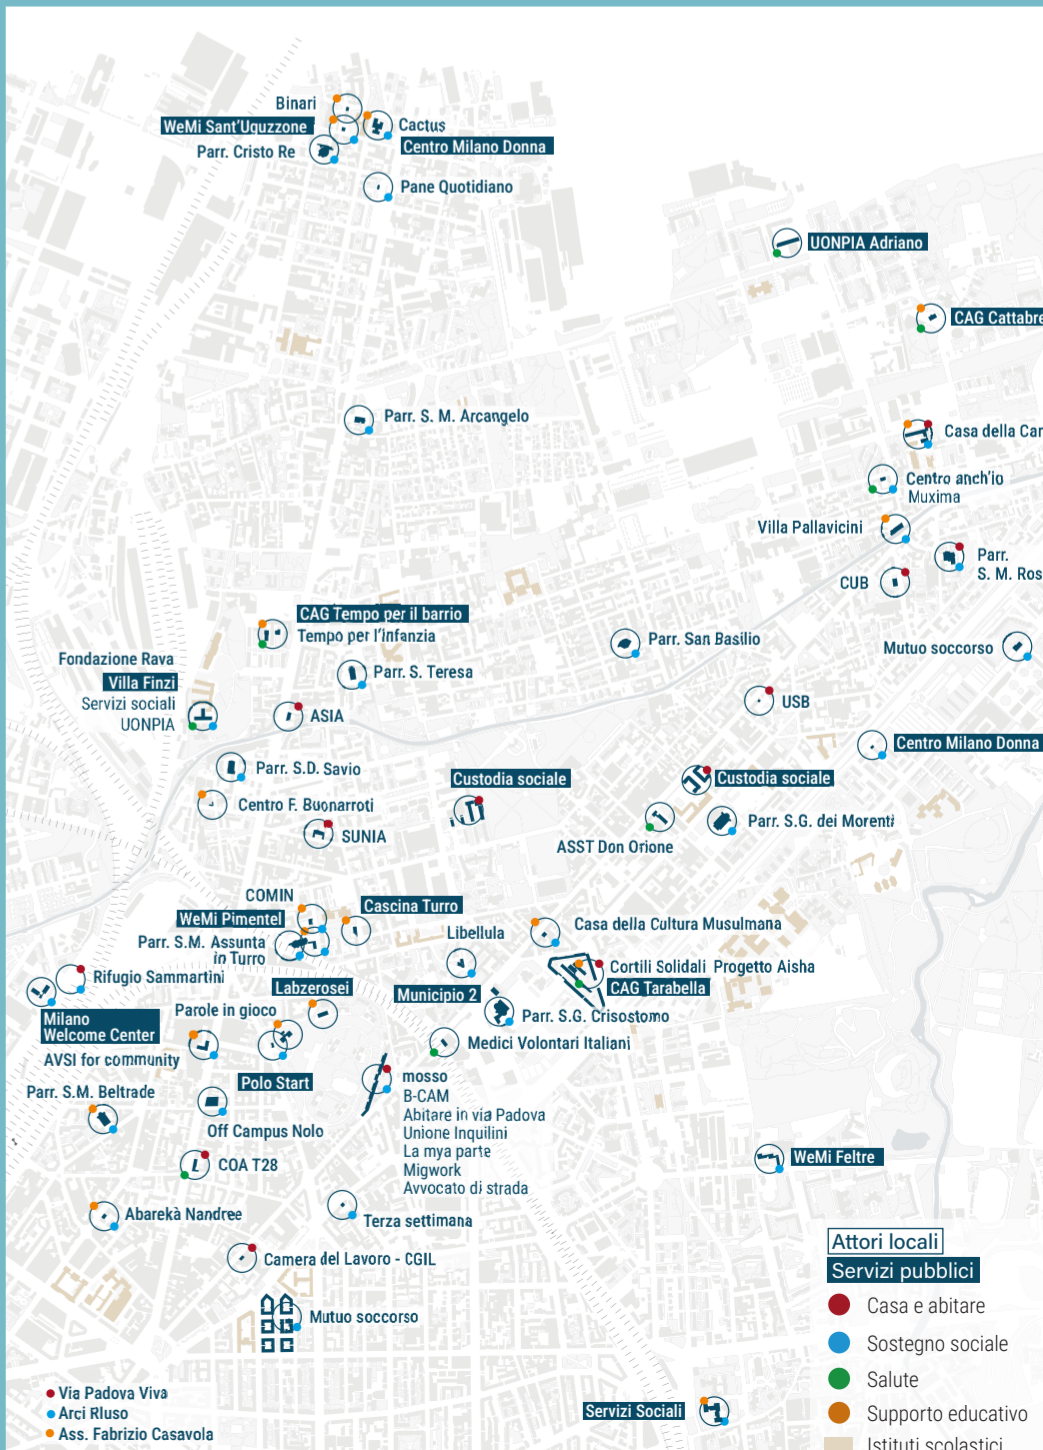 Binari
WeMi Sant'Uguzzone
Parr. Cristo Re
Cactus
Centro Milano Donna
Pane Quotidiano
UONPIA Adriano
CAG Cattabre
Parr. S. M. Arcangelo
Casa della Car
Centro anch'io
Muxima
Villa Pallavicini
Parr.
S. M. Ros
CUB
CAG Tempo per il barrio
Tempo per l'infanzia
Parr. San Basilio
Mutuo soccorso
Fondazione Rava
Villa Finzi
Servizi sociali
UONPIA
Parr. S. Teresa
ASIA
USB
Centro Milano Donna
Parr. S.D. Savio
Custodia sociale
Custodia sociale
Centro F. Buonarroti
SUNIA
Parr. S.G. dei Morenti
ASST Don Orione
COMIN
WeMi Pimentel
Cascina Turro
Parr. S.M. Assunta
in Turro
Libellula
Casa della Cultura Musulmana
Rifugio Sammartini
Cortili Solidali Progetto Aisha
CAG Tarabella
Labzerosei
Municipio 2
Parole in gioco
Parr. S.G. Crisostomo
Milano
Welcome Center
AVSI for community
Medici Volontari Italiani
Polo Start
Parr. S.M. Beltrade
mosso
B-CAM
Abitare in via Padova
Unione Inquilini
La mya parte
Migwork
Avvocato di strada
Off Campus Nolo
COA T28
WeMi Feltre
Abarekà Nandree
Terza settimana
Camera del Lavoro - CGIL
Mutuo soccorso
Attori locali
Servizi pubblici
Casa e abitare
Sostegno sociale
Salute
Supporto educativo
Istituti scolastici
Via Padova Viva
Arci RIuso
Ass. Fabrizio Casavola
Servizi Sociali